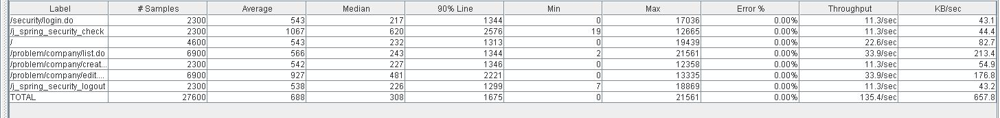 Label # Samples Average Median 90% Line Min Max Error % Throughput KB/sec
/security/login.do 2300 543 217 1344 0 17036 0.00% 11.3/sec 43.1
/j_spring_security_check 2300 1067 620 2576 19 12665 0.00% 11.3/sec 44.4
/ 4600 543 232 1313 0 19439 0.00% 22.6/sec 82.7
/problem/company/list.do 6900 566 243 1344 2 21561 0.00% 33.9/sec 213.4
/problem/company/creat... 2300 542 227 1346 0 12358 0.00% 11.3/sec 54.9
/problem/company/edit.... 6900 927 481 2221 0 13335 0.00% 33.9/sec 176.8
/j_spring_security_logout 2300 538 226 1299 7 18869 0.00% 11.3/sec 43.2
TOTAL 27600 688 308 1675 0 21561 0.00% 135.4/sec 657.8